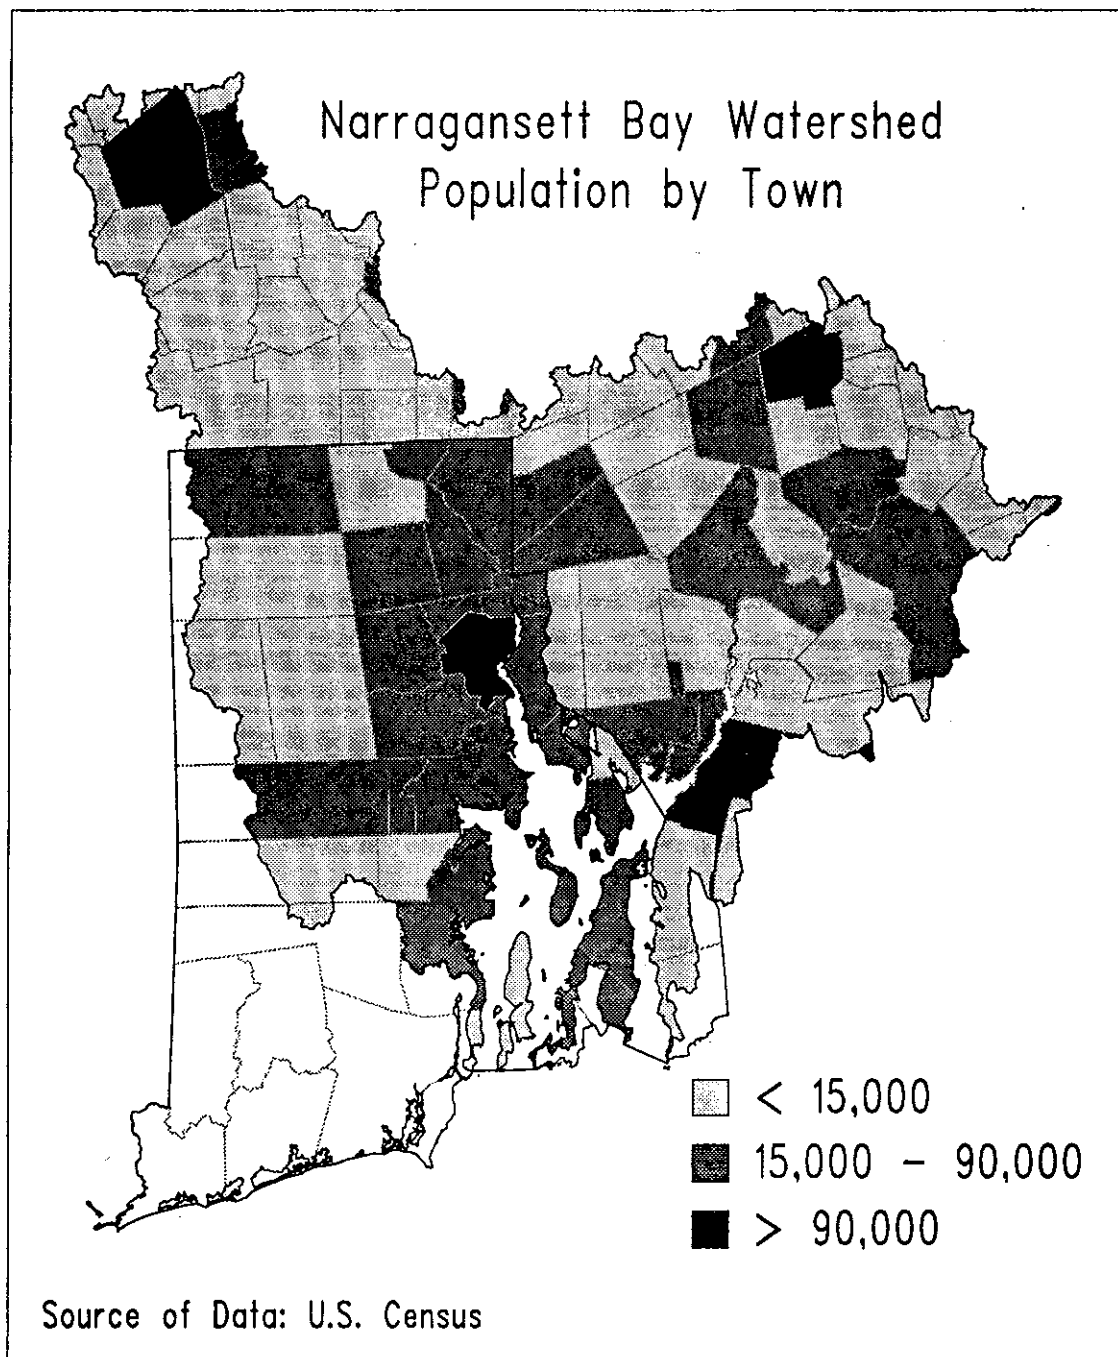 Narragansett Bay Watershed
Population by Town
< 15,000
15,000 - 90,000
> 90,000
Source of Data: U.S. Census